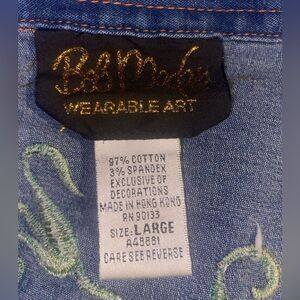 Bob Mackie
WEARABLE ART
97% COTTON
3% SPANDEX
EXCLUSIVE OF
DECORATIONS
MADE IN HONG KONG
RN 90133
SIZE: LARGE
A48881
CARE SEE REVERSE